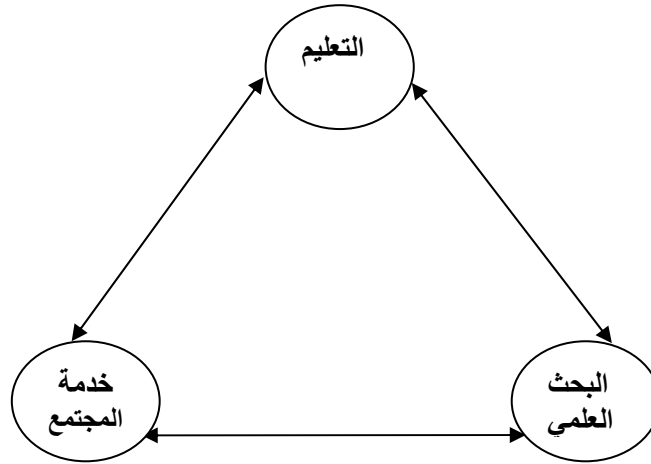 التعليم
البحث
العلمي
خدمة
المجتمع